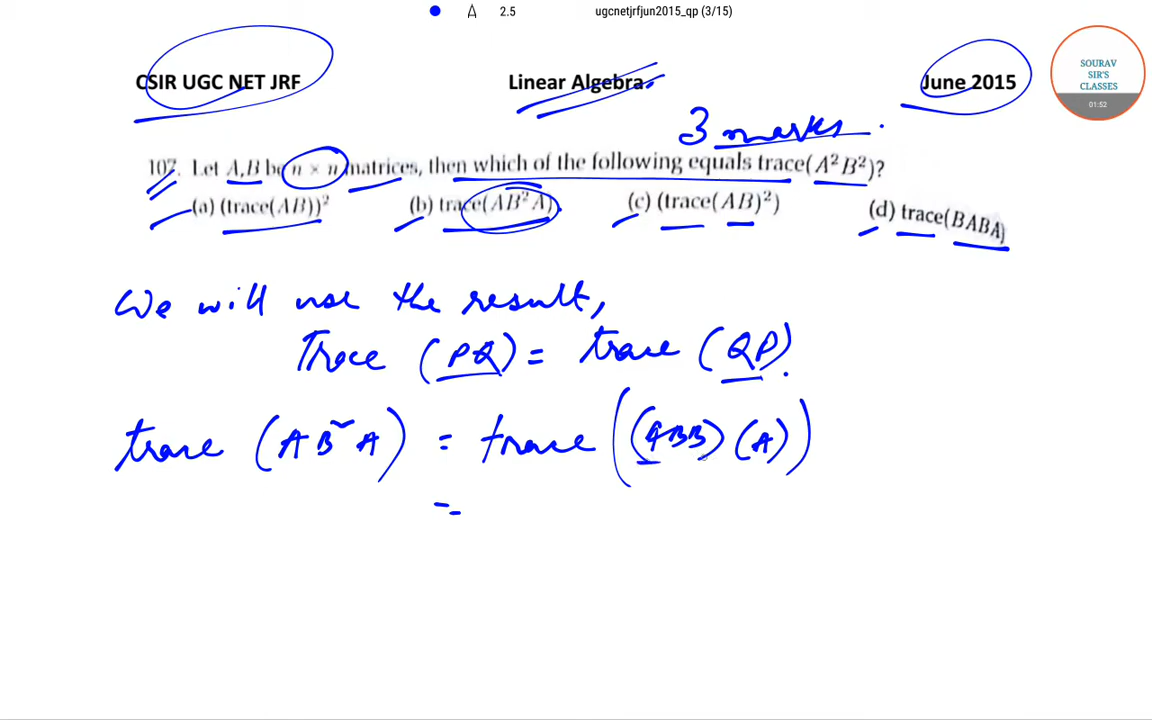 2.5 ugcnetjrfjun2015_qp (3/15)
CSIR UGC NET JRF Linear Algebra June 2015
SOURAV
SIR'S
CLASSES
01:52
3 marks.
107. Let A,B be n × n matrices, then which of the following equals trace(A²B²)?
(a) (trace(AB))² (b) trace(AB²A) (c) (trace(AB)²) (d) trace(BABA)
We will use the result,
Trace (PQ) = trace (QP).
trace (AB²A) = trace ((ABB)(A))
=